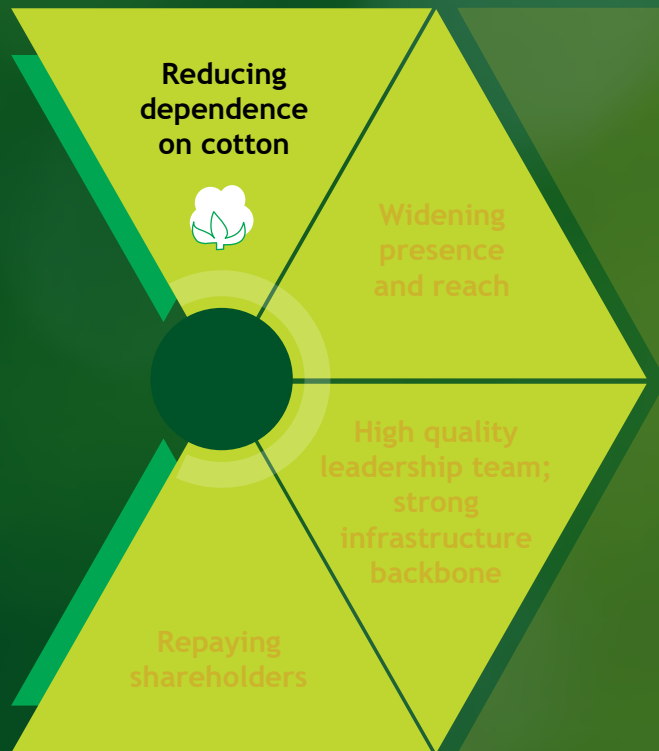 Reducing
dependence
on cotton
Widening
presence
and reach
High quality
leadership team;
strong
infrastructure
backbone
Repaying
shareholders